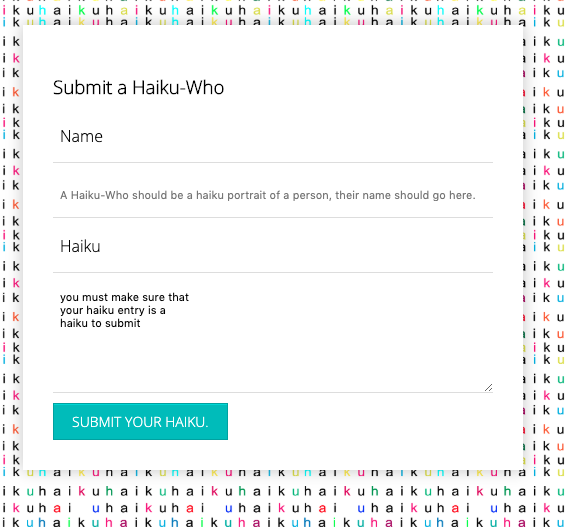 Submit a Haiku-Who
Name
A Haiku-Who should be a haiku portrait of a person, their name should go here.
Haiku
you must make sure that
your haiku entry is a
haiku to submit
SUBMIT YOUR HAIKU.